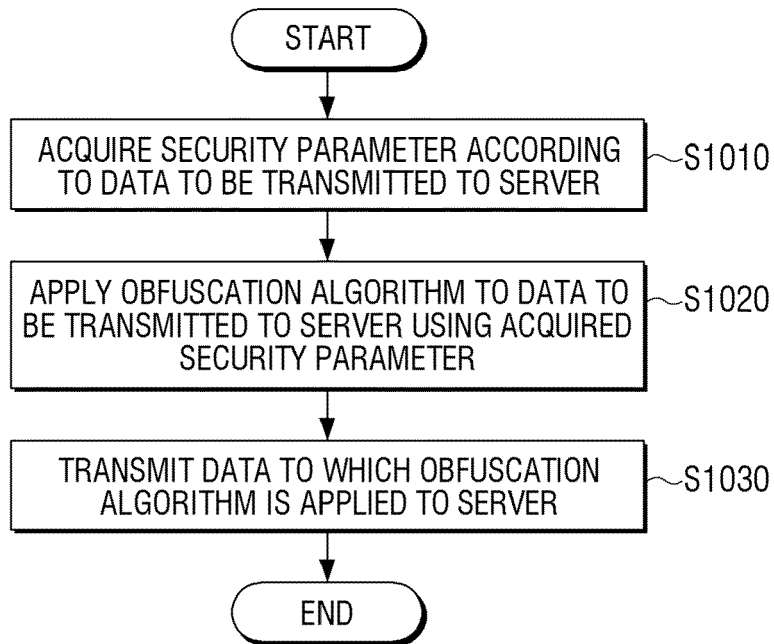 START
ACQUIRE SECURITY PARAMETER ACCORDING
TO DATA TO BE TRANSMITTED TO SERVER
S1010
APPLY OBFUSCATION ALGORITHM TO DATA TO
BE TRANSMITTED TO SERVER USING ACQUIRED
SECURITY PARAMETER
S1020
TRANSMIT DATA TO WHICH OBFUSCATION
ALGORITHM IS APPLIED TO SERVER
S1030
END